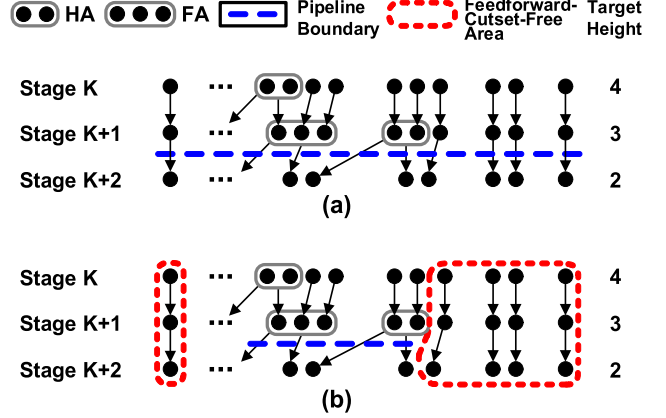 HA FA Pipeline Boundary Feedforward-Cutset-Free Area Target Height
Stage K ... 4
Stage K+1 3
Stage K+2 ... 2
(a)
Stage K ... 4
Stage K+1 3
Stage K+2 ... 2
(b)